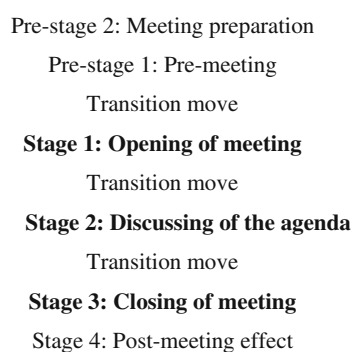 Pre-stage 2: Meeting preparation
Pre-stage 1: Pre-meeting
Transition move
Stage 1: Opening of meeting
Transition move
Stage 2: Discussing of the agenda
Transition move
Stage 3: Closing of meeting
Stage 4: Post-meeting effect